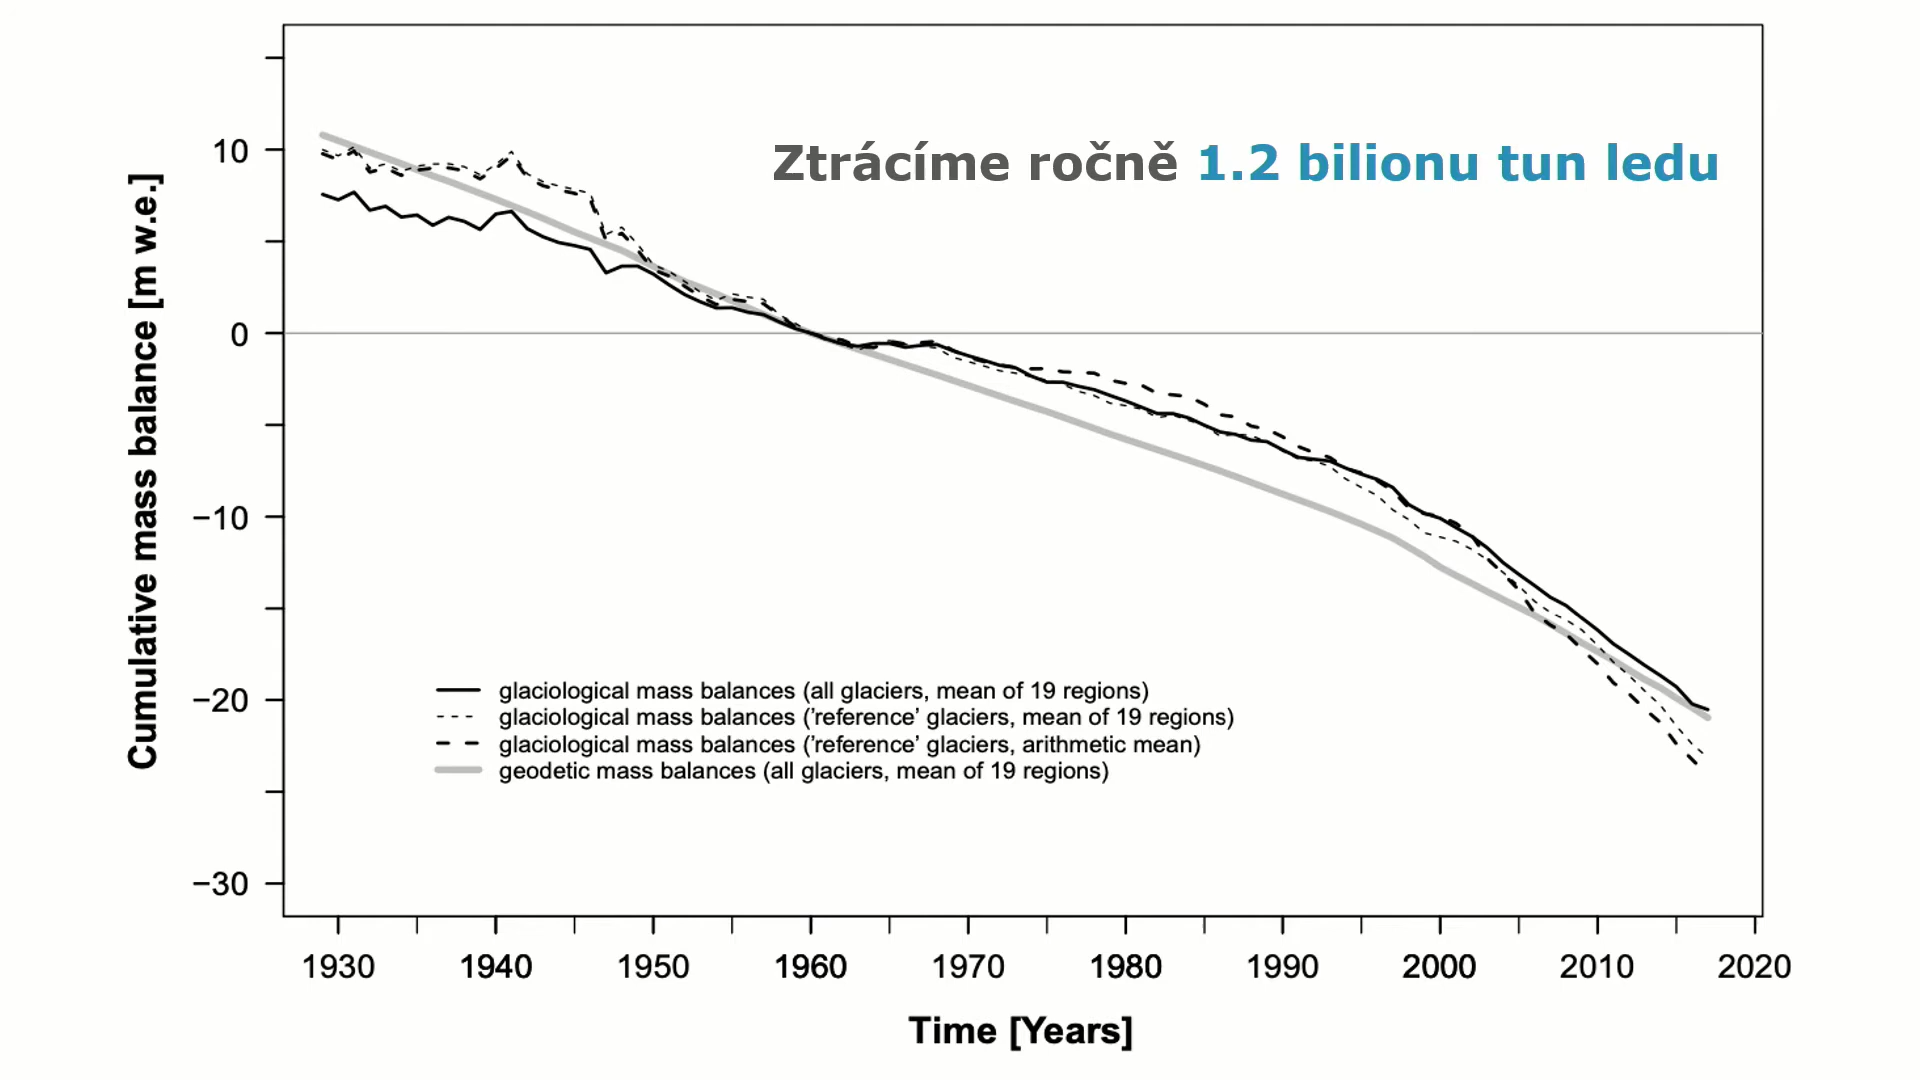 Ztrácíme ročně 1.2 bilionu tun ledu
Cumulative mass balance [m w.e.]
10
0
−10
−20
−30
glaciological mass balances (all glaciers, mean of 19 regions)
glaciological mass balances ('reference' glaciers, mean of 19 regions)
glaciological mass balances ('reference' glaciers, arithmetic mean)
geodetic mass balances (all glaciers, mean of 19 regions)
1930 1940 1950 1960 1970 1980 1990 2000 2010 2020
Time [Years]